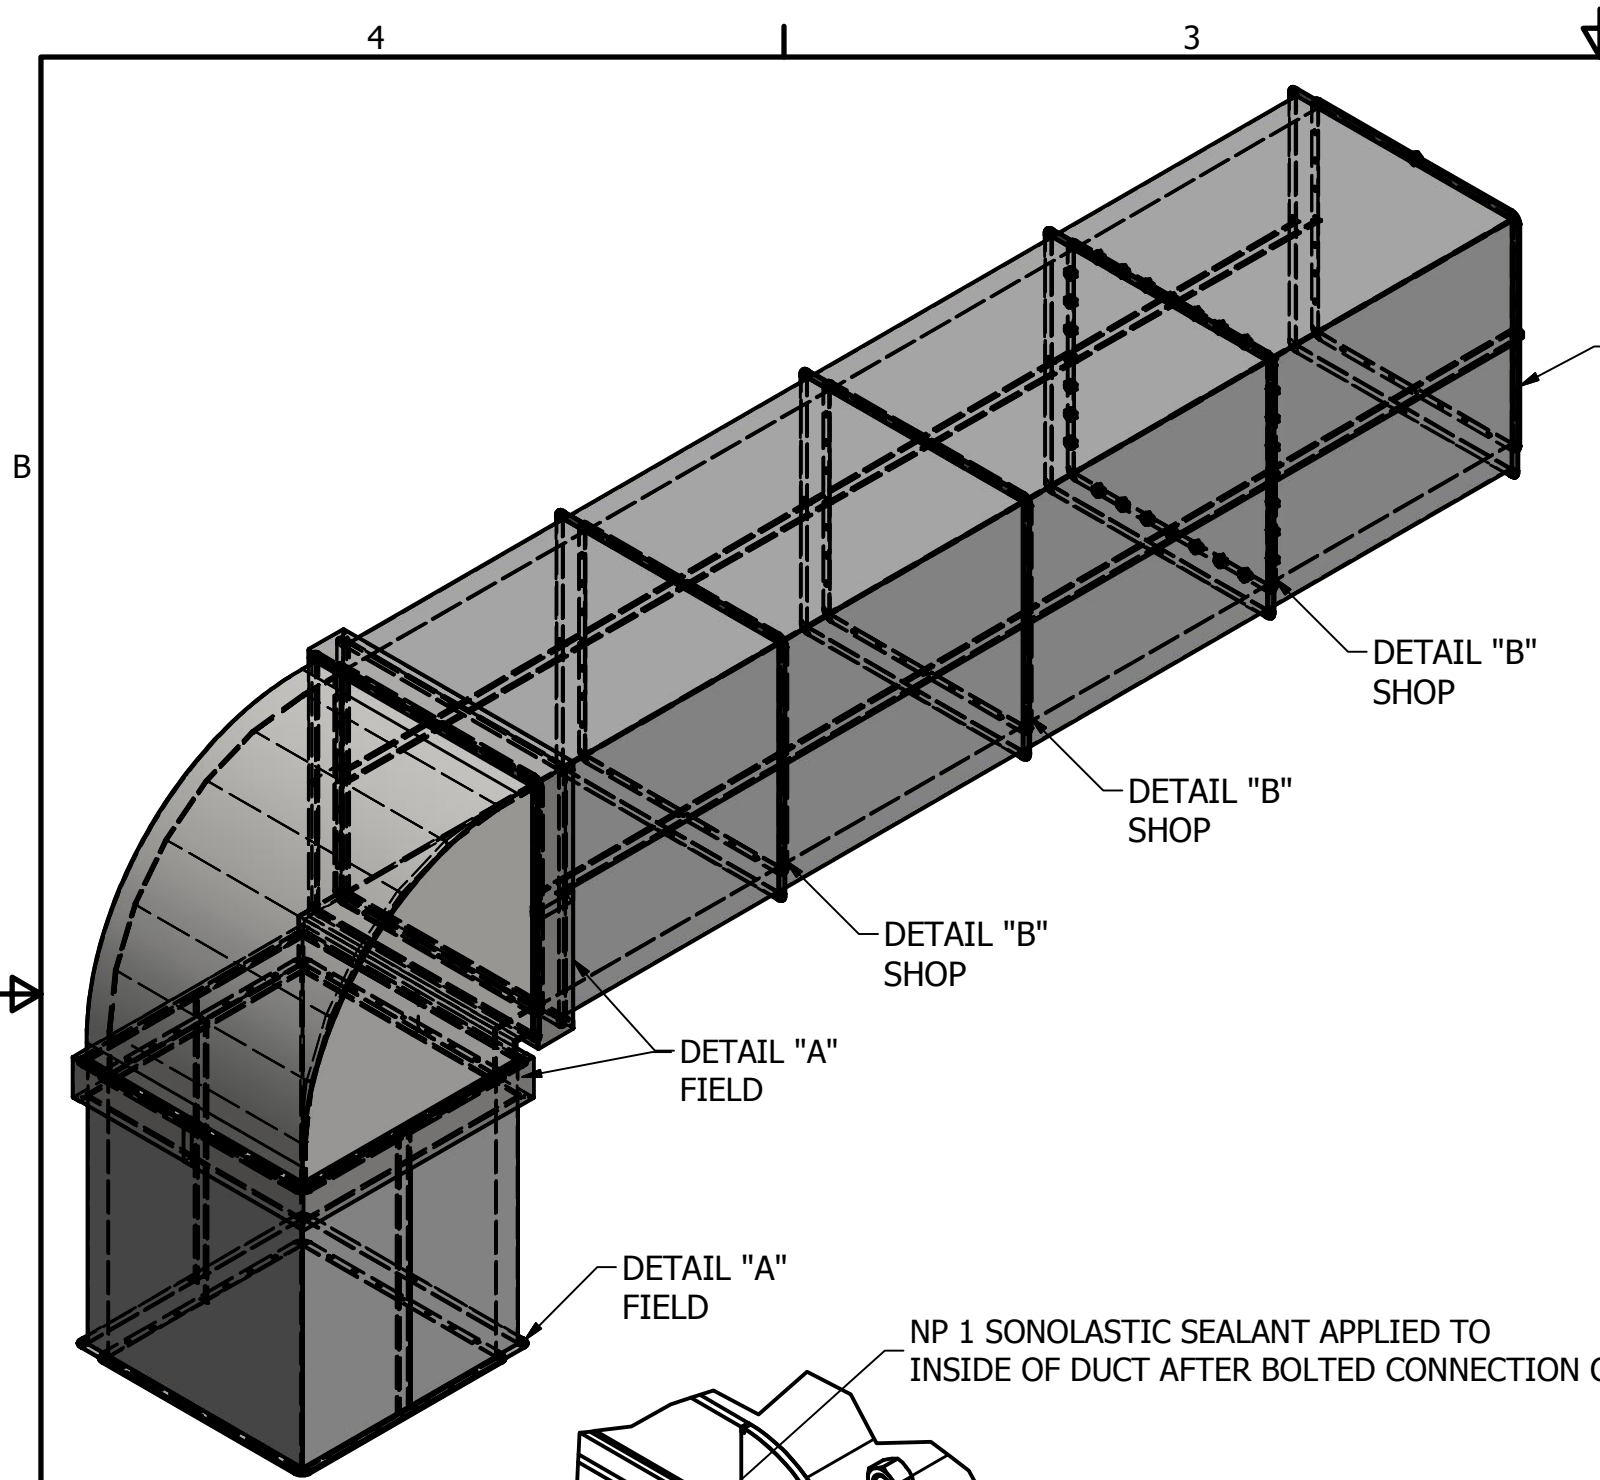 4
3
B
DETAIL "B"
SHOP
DETAIL "B"
SHOP
DETAIL "B"
SHOP
DETAIL "A"
FIELD
DETAIL "A"
FIELD
NP 1 SONOLASTIC SEALANT APPLIED TO
INSIDE OF DUCT AFTER BOLTED CONNECTION